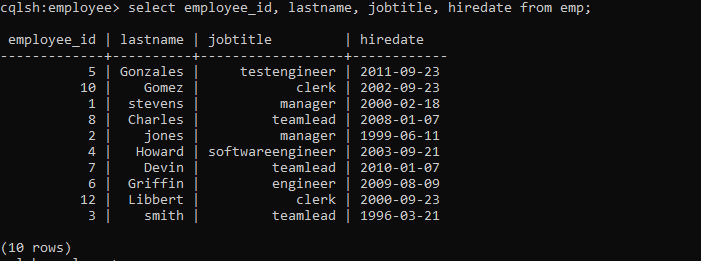 cqlsh:employee> select employee_id, lastname, jobtitle, hiredate from emp;
employee_id | lastname | jobtitle | hiredate
-------------+----------+------------------+------------
5 | Gonzales | testengineer | 2011-09-23
10 | Gomez | clerk | 2002-09-23
1 | stevens | manager | 2000-02-18
8 | Charles | teamlead | 2008-01-07
2 | jones | manager | 1999-06-11
4 | Howard | softwareengineer | 2003-09-21
7 | Devin | teamlead | 2010-01-07
6 | Griffin | engineer | 2009-08-09
12 | Libbert | clerk | 2000-09-23
3 | smith | teamlead | 1996-03-21
(10 rows)